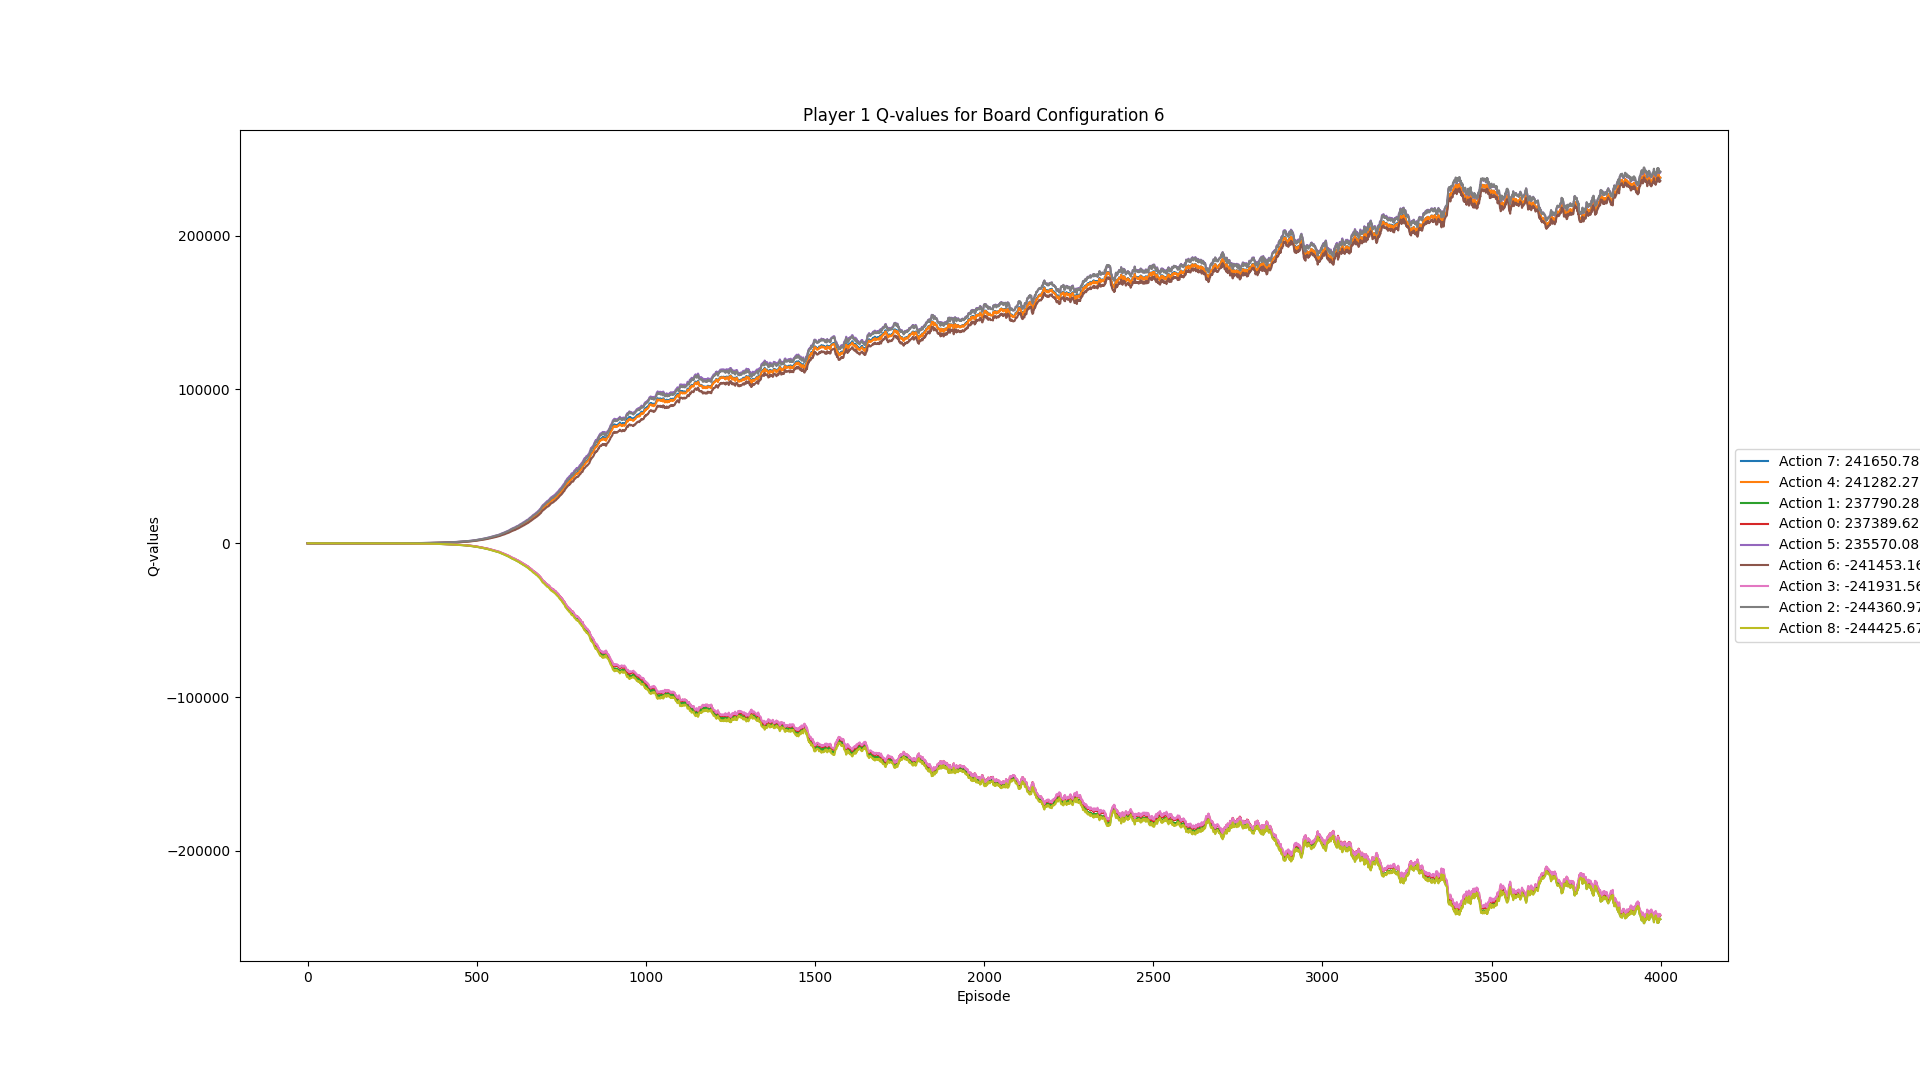 Player 1 Q-values for Board Configuration 6
200000
100000
0
−100000
−200000
Q-values
0 500 1000 1500 2000 2500 3000 3500 4000
Episode
Action 7: 241650.78
Action 4: 241282.27
Action 1: 237790.28
Action 0: 237389.62
Action 5: 235570.08
Action 6: -241453.16
Action 3: -241931.56
Action 2: -244360.97
Action 8: -244425.67